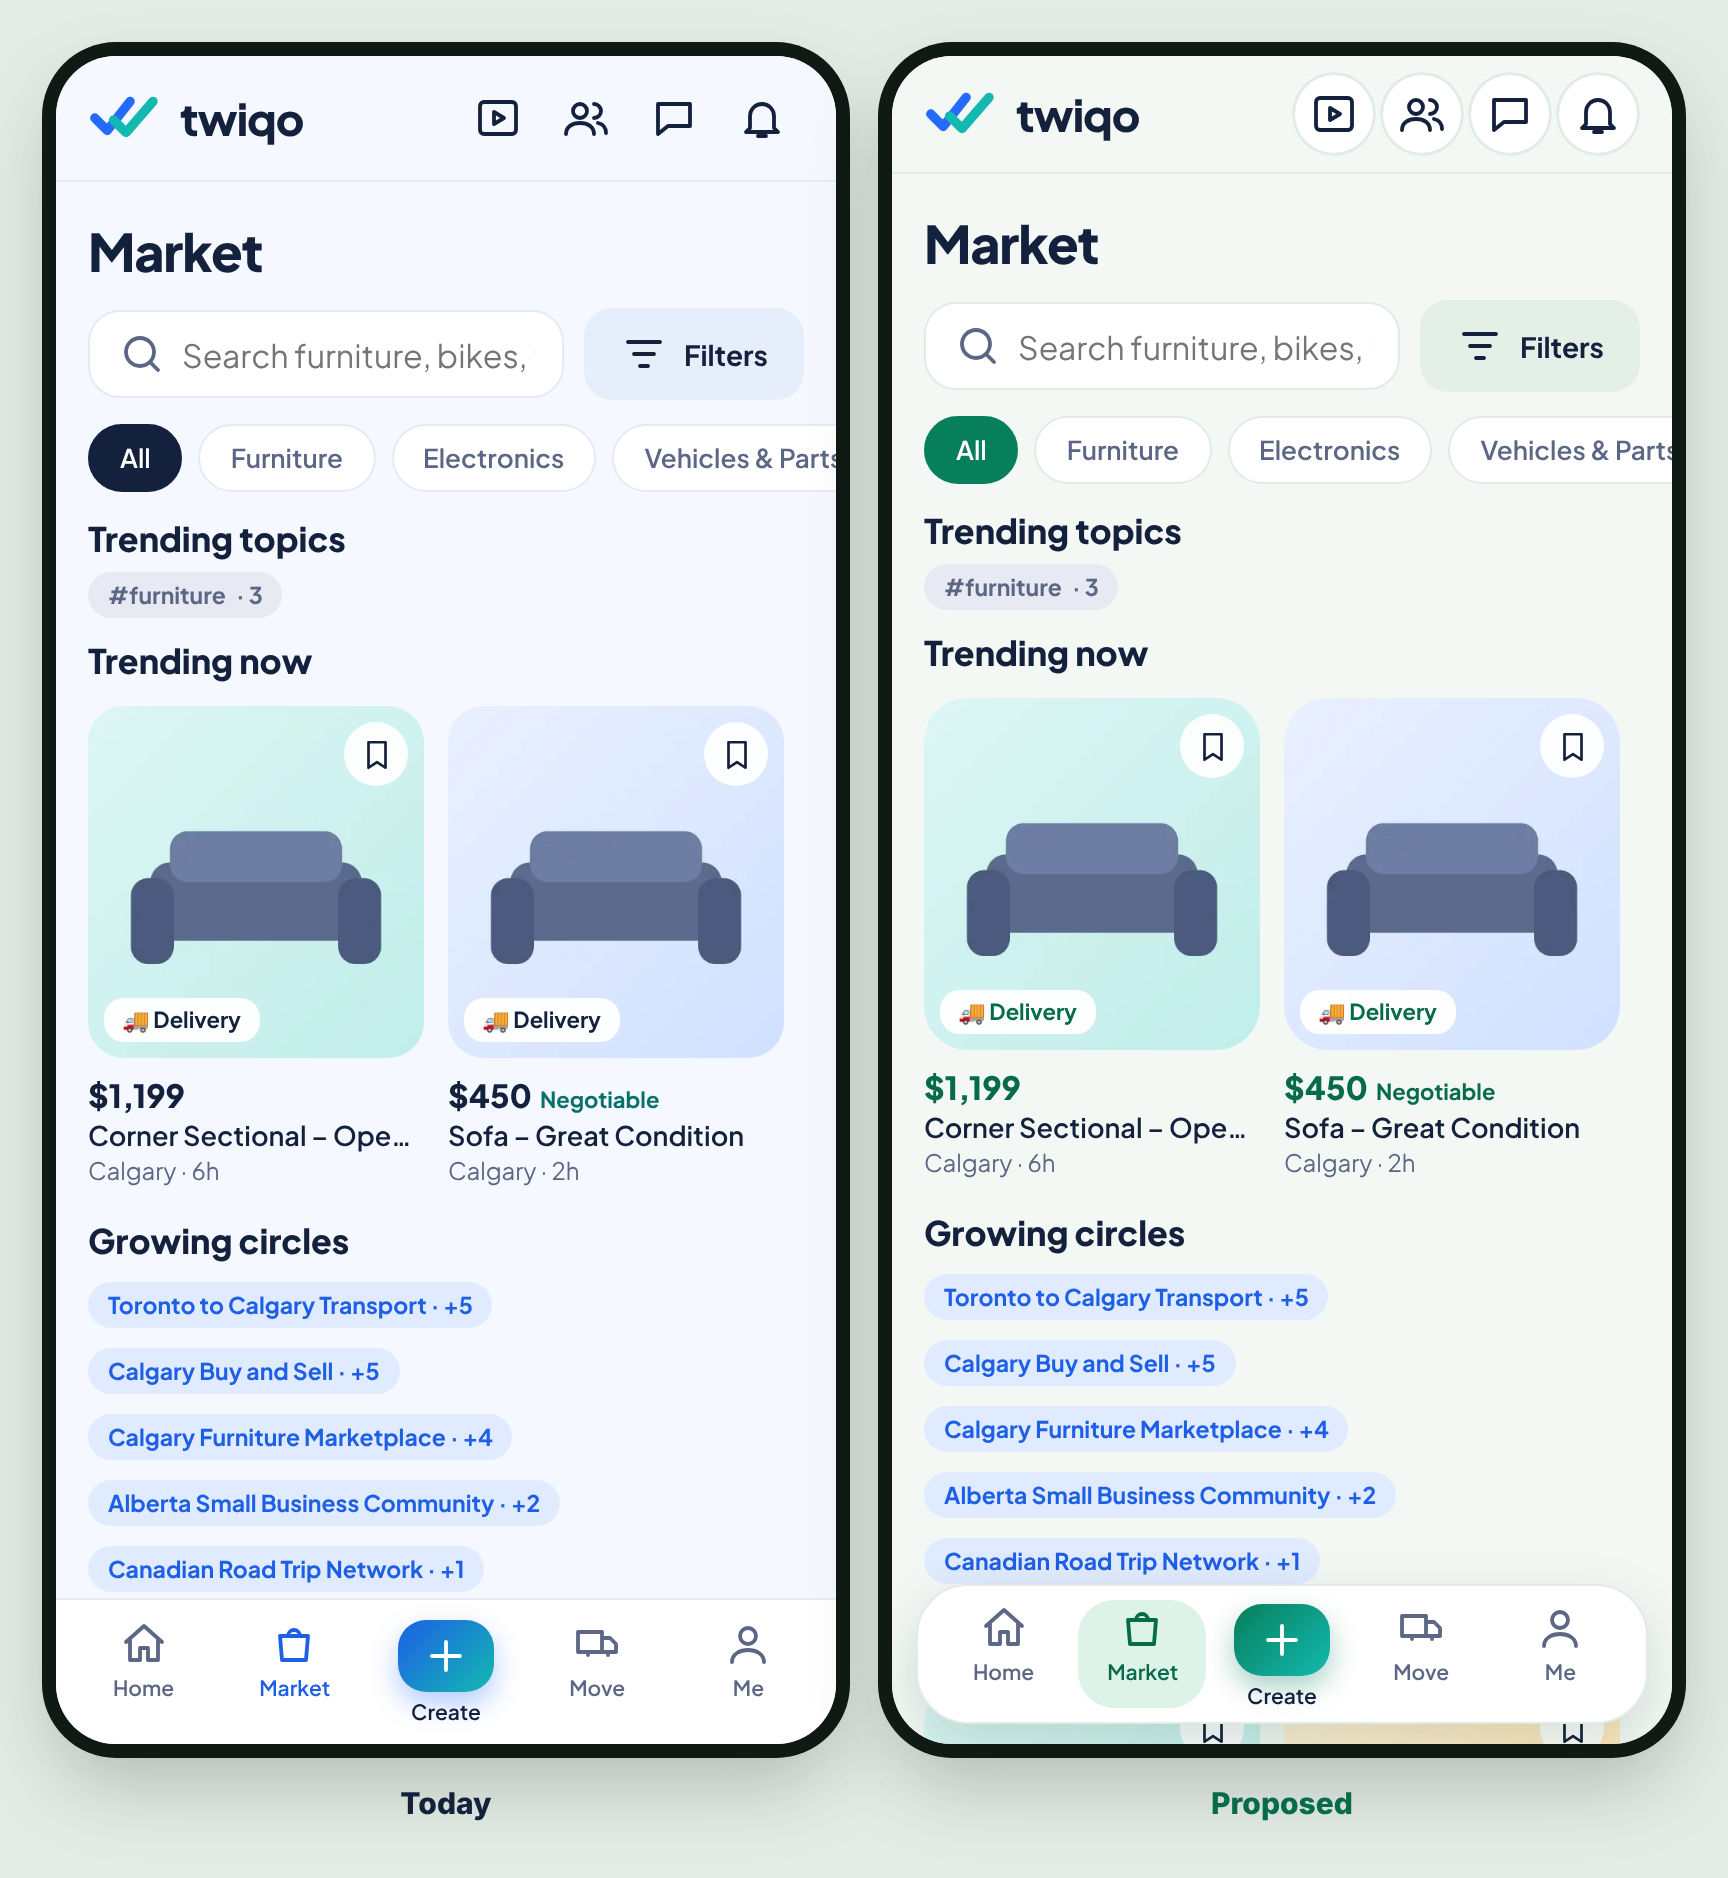 twiqo
Market
Search furniture, bikes,
Filters
All
Furniture
Electronics
Vehicles & Parts
Trending topics
#furniture · 3
Trending now
🚚 Delivery
🚚 Delivery
$1,199
$450 Negotiable
Corner Sectional – Ope...
Sofa – Great Condition
Calgary · 6h
Calgary · 2h
Growing circles
Toronto to Calgary Transport · +5
Calgary Buy and Sell · +5
Calgary Furniture Marketplace · +4
Alberta Small Business Community · +2
Canadian Road Trip Network · +1
Home
Market
Create
Move
Me
Today
twiqo
Market
Search furniture, bikes,
Filters
All
Furniture
Electronics
Vehicles & Parts
Trending topics
#furniture · 3
Trending now
🚚 Delivery
🚚 Delivery
$1,199
$450 Negotiable
Corner Sectional – Ope...
Sofa – Great Condition
Calgary · 6h
Calgary · 2h
Growing circles
Toronto to Calgary Transport · +5
Calgary Buy and Sell · +5
Calgary Furniture Marketplace · +4
Alberta Small Business Community · +2
Canadian Road Trip Network · +1
Home
Market
Create
Move
Me
Proposed